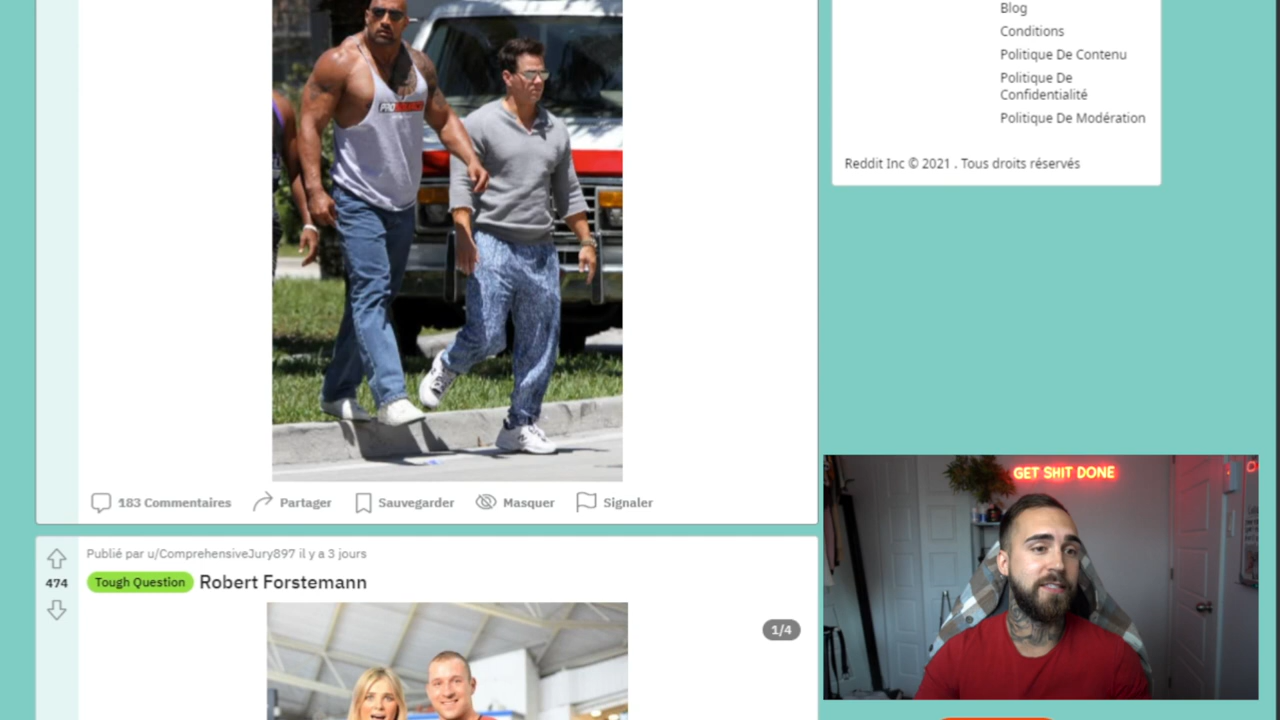 Blog
Conditions
Politique De Contenu
Politique De
Confidentialité
Politique De Modération
Reddit Inc © 2021 . Tous droits réservés
PRO
183 Commentaires
Partager
Sauvegarder
Masquer
Signaler
GET SHIT DONE
Publié par u/ComprehensiveJury897 il y a 3 jours
474
Tough Question
Robert Forstemann
1/4